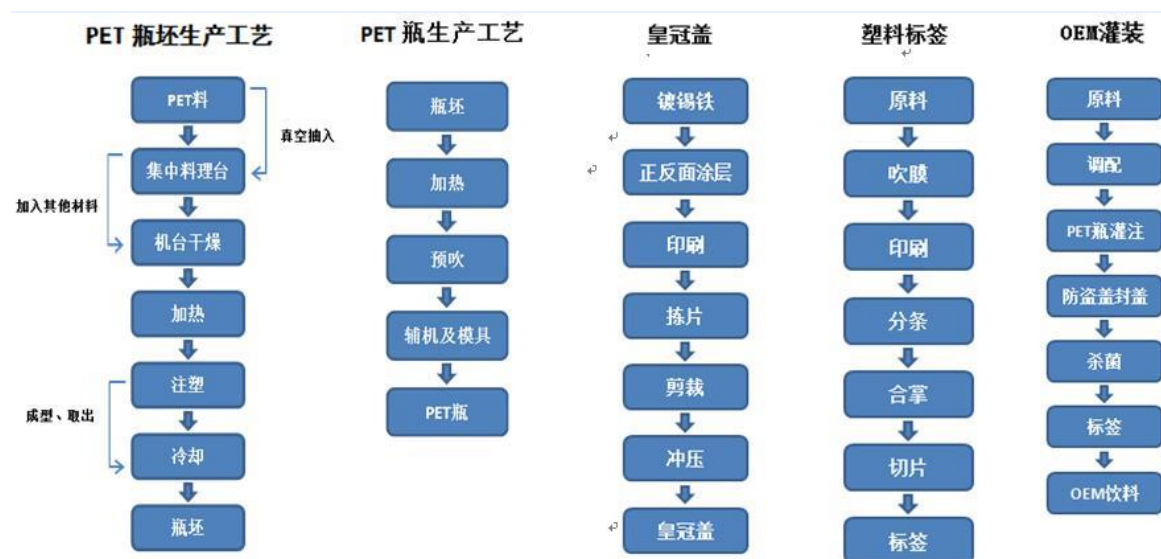 PET 瓶坯生产工艺
PET料
真空抽入
集中料理台
加入其他材料
机台干燥
加热
注塑
成型、取出
冷却
瓶坯
PET 瓶生产工艺
瓶坯
加热
预吹
辅机及模具
PET瓶
皇冠盖
镀锡铁
正反面涂层
印刷
拣片
剪裁
冲压
皇冠盖
塑料标签
原料
吹膜
印刷
分条
合掌
切片
标签
OEM灌装
原料
调配
PET瓶灌注
防盗盖封盖
杀菌
标签
OEM饮料